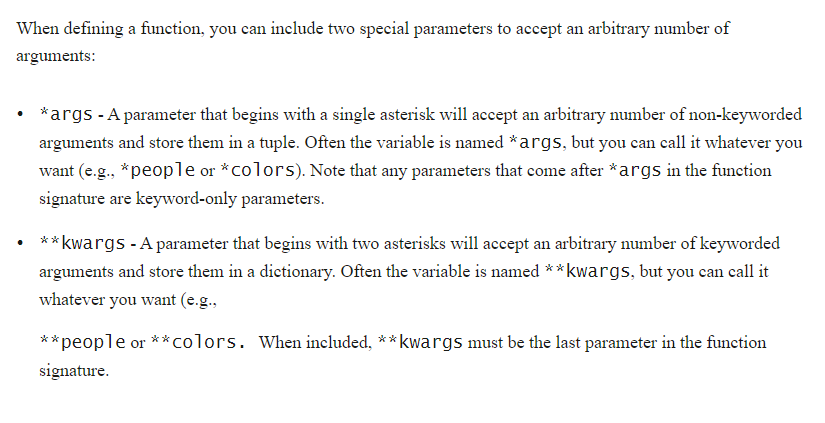 When defining a function, you can include two special parameters to accept an arbitrary number of
arguments:
• *args - A parameter that begins with a single asterisk will accept an arbitrary number of non-keyworded
arguments and store them in a tuple. Often the variable is named *args, but you can call it whatever you
want (e.g., *people or *colors). Note that any parameters that come after *args in the function
signature are keyword-only parameters.
• **kwargs - A parameter that begins with two asterisks will accept an arbitrary number of keyworded
arguments and store them in a dictionary. Often the variable is named **kwargs, but you can call it
whatever you want (e.g.,
**people or **colors. When included, **kwargs must be the last parameter in the function
signature.